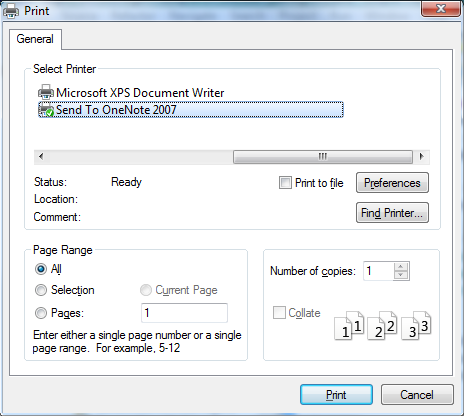 Print
General
Select Printer
Microsoft XPS Document Writer
Send To OneNote 2007
Status: Ready
Print to file
Preferences
Location:
Comment:
Find Printer...
Page Range
All
Selection
Current Page
Pages: 1
Enter either a single page number or a single
page range. For example, 5-12
Number of copies: 1
Collate
1 1 2 2 3 3
Print
Cancel